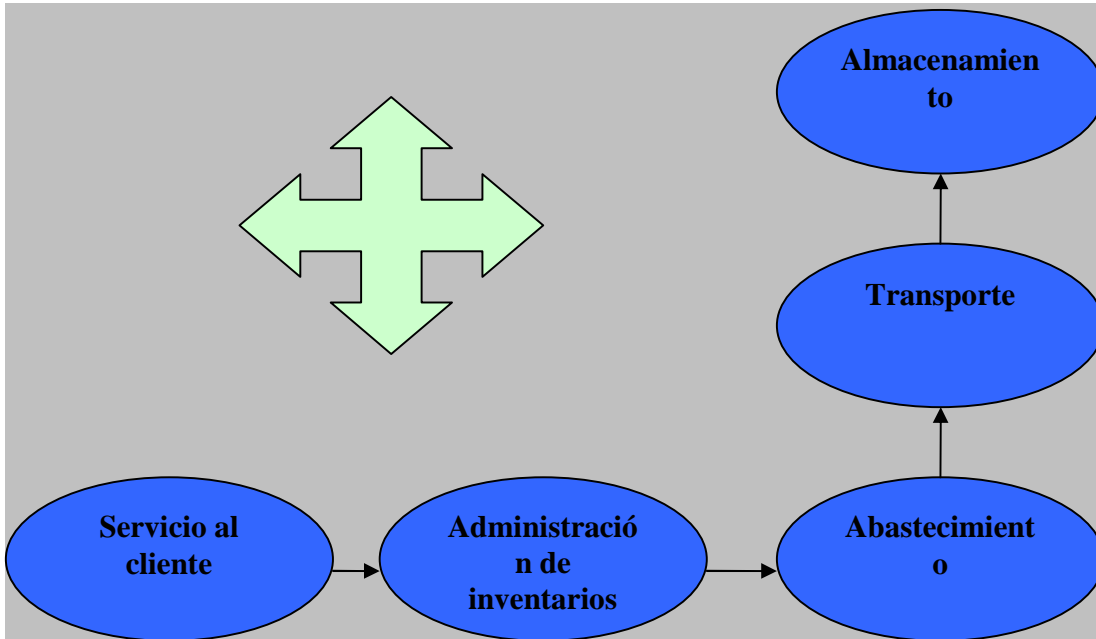 Almacenamien
to
Transporte
Servicio al
cliente
Administració
n de
inventarios
Abastecimient
o